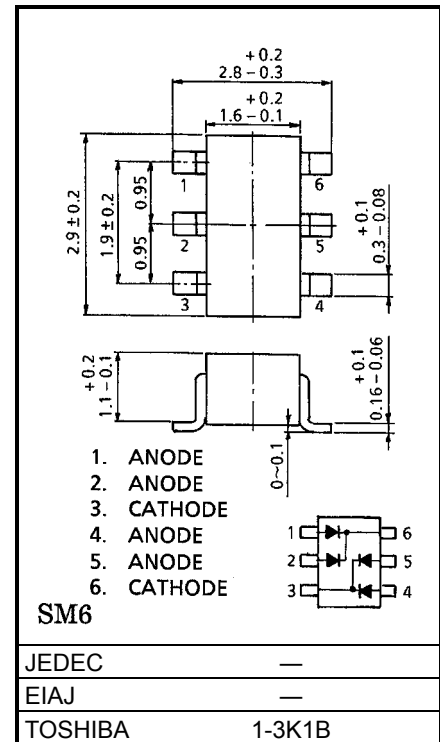 +0.2
2.8 – 0.3
+0.2
1.6 – 0.1
2.9 ± 0.2
1.9 ± 0.2
0.95
0.95
1
2
3
6
5
4
+0.1
0.3 – 0.08
+0.2
1.1 – 0.1
+0.1
0.16 – 0.06
0~0.1
1. ANODE
2. ANODE
3. CATHODE
4. ANODE
5. ANODE
6. CATHODE
1
2
3
6
5
4
SM6
JEDEC —
EIAJ —
TOSHIBA 1-3K1B